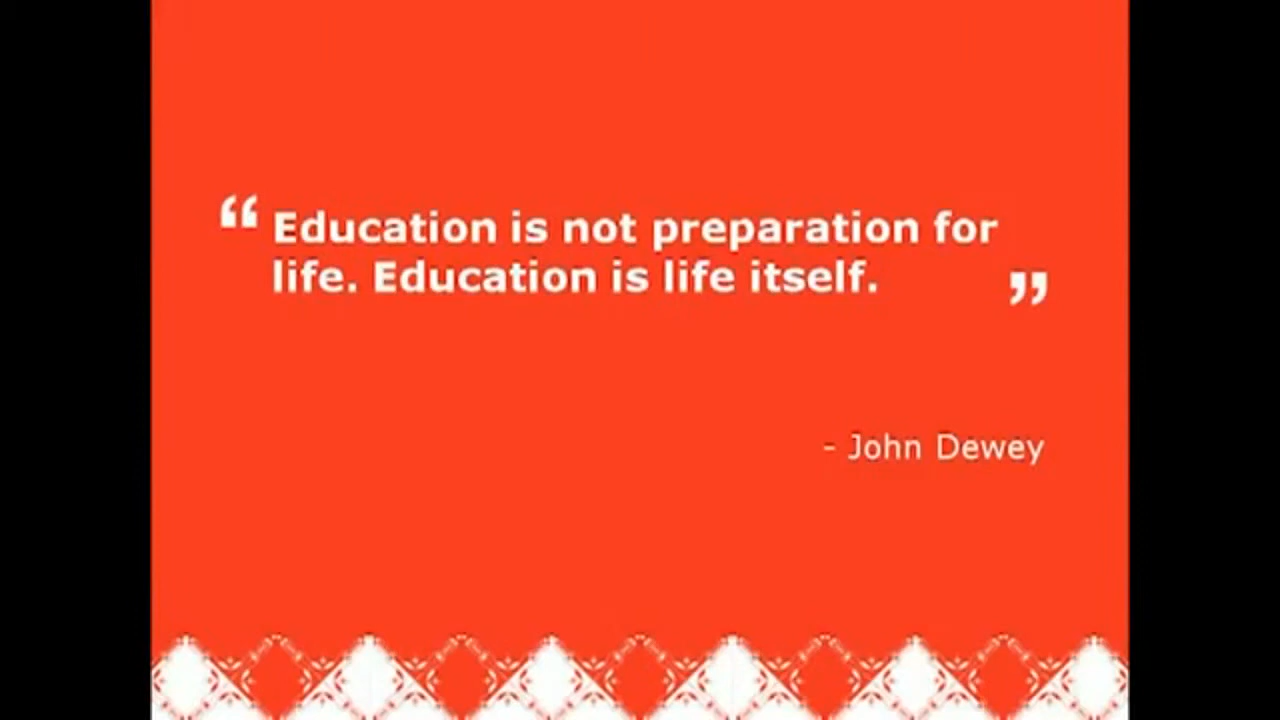 “ Education is not preparation for
life. Education is life itself. ”
- John Dewey